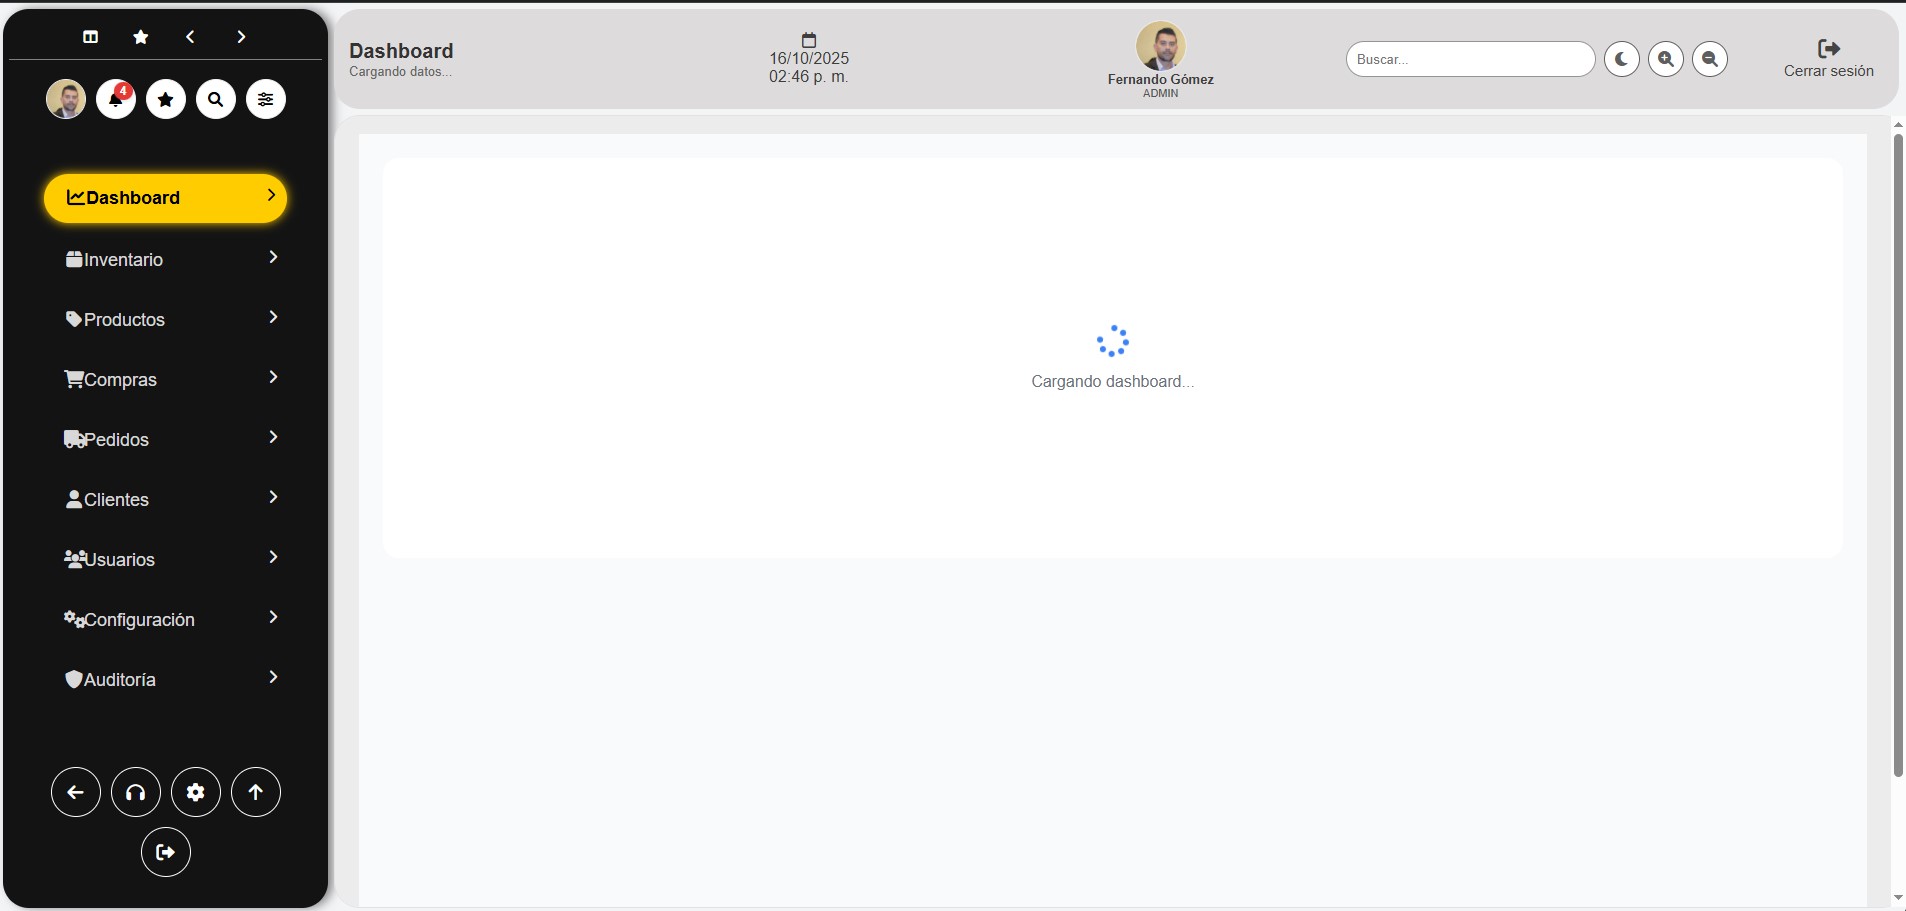 4
Dashboard
Inventario
Productos
Compras
Pedidos
Clientes
Usuarios
Configuración
Auditoría
Dashboard
Cargando datos...
16/10/2025
02:46 p. m.
Fernando Gómez
ADMIN
Buscar...
Cerrar sesión
Cargando dashboard...